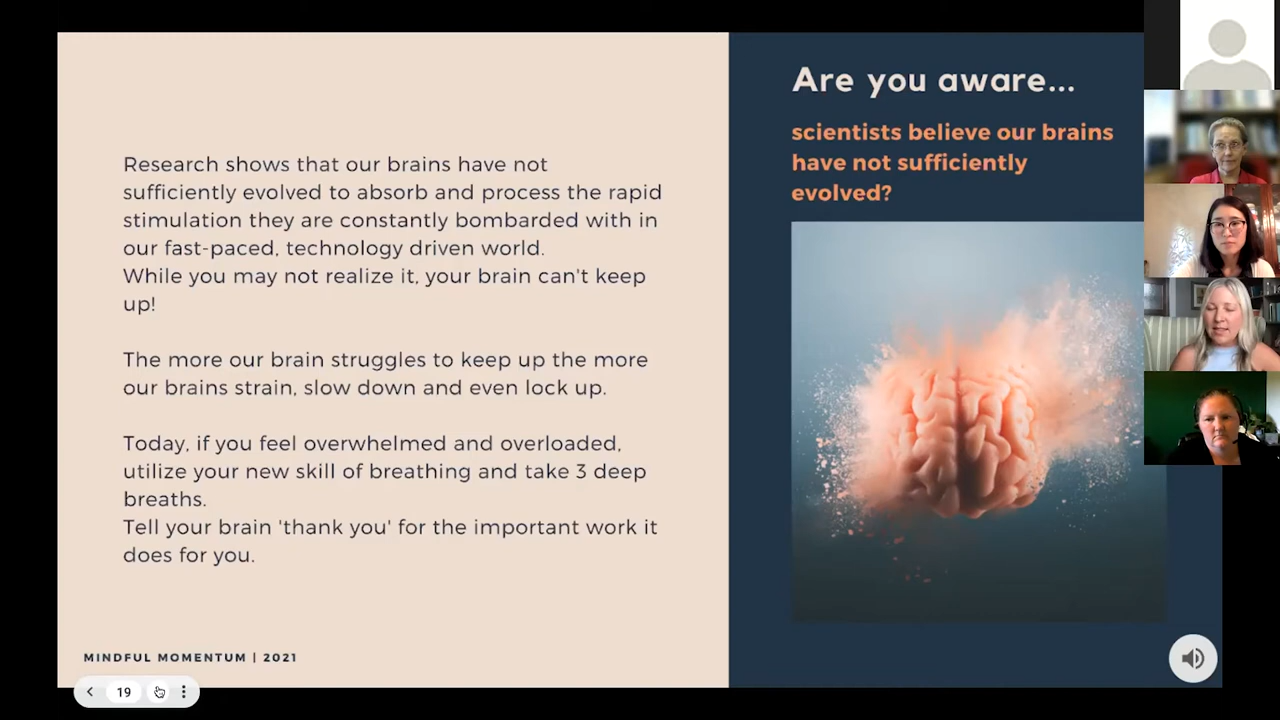 Research shows that our brains have not
sufficiently evolved to absorb and process the rapid
stimulation they are constantly bombarded with in
our fast-paced, technology driven world.
While you may not realize it, your brain can't keep
up!
The more our brain struggles to keep up the more
our brains strain, slow down and even lock up.
Today, if you feel overwhelmed and overloaded,
utilize your new skill of breathing and take 3 deep
breaths.
Tell your brain 'thank you' for the important work it
does for you.
MINDFUL MOMENTUM | 2021
19
Are you aware...
scientists believe our brains
have not sufficiently
evolved?